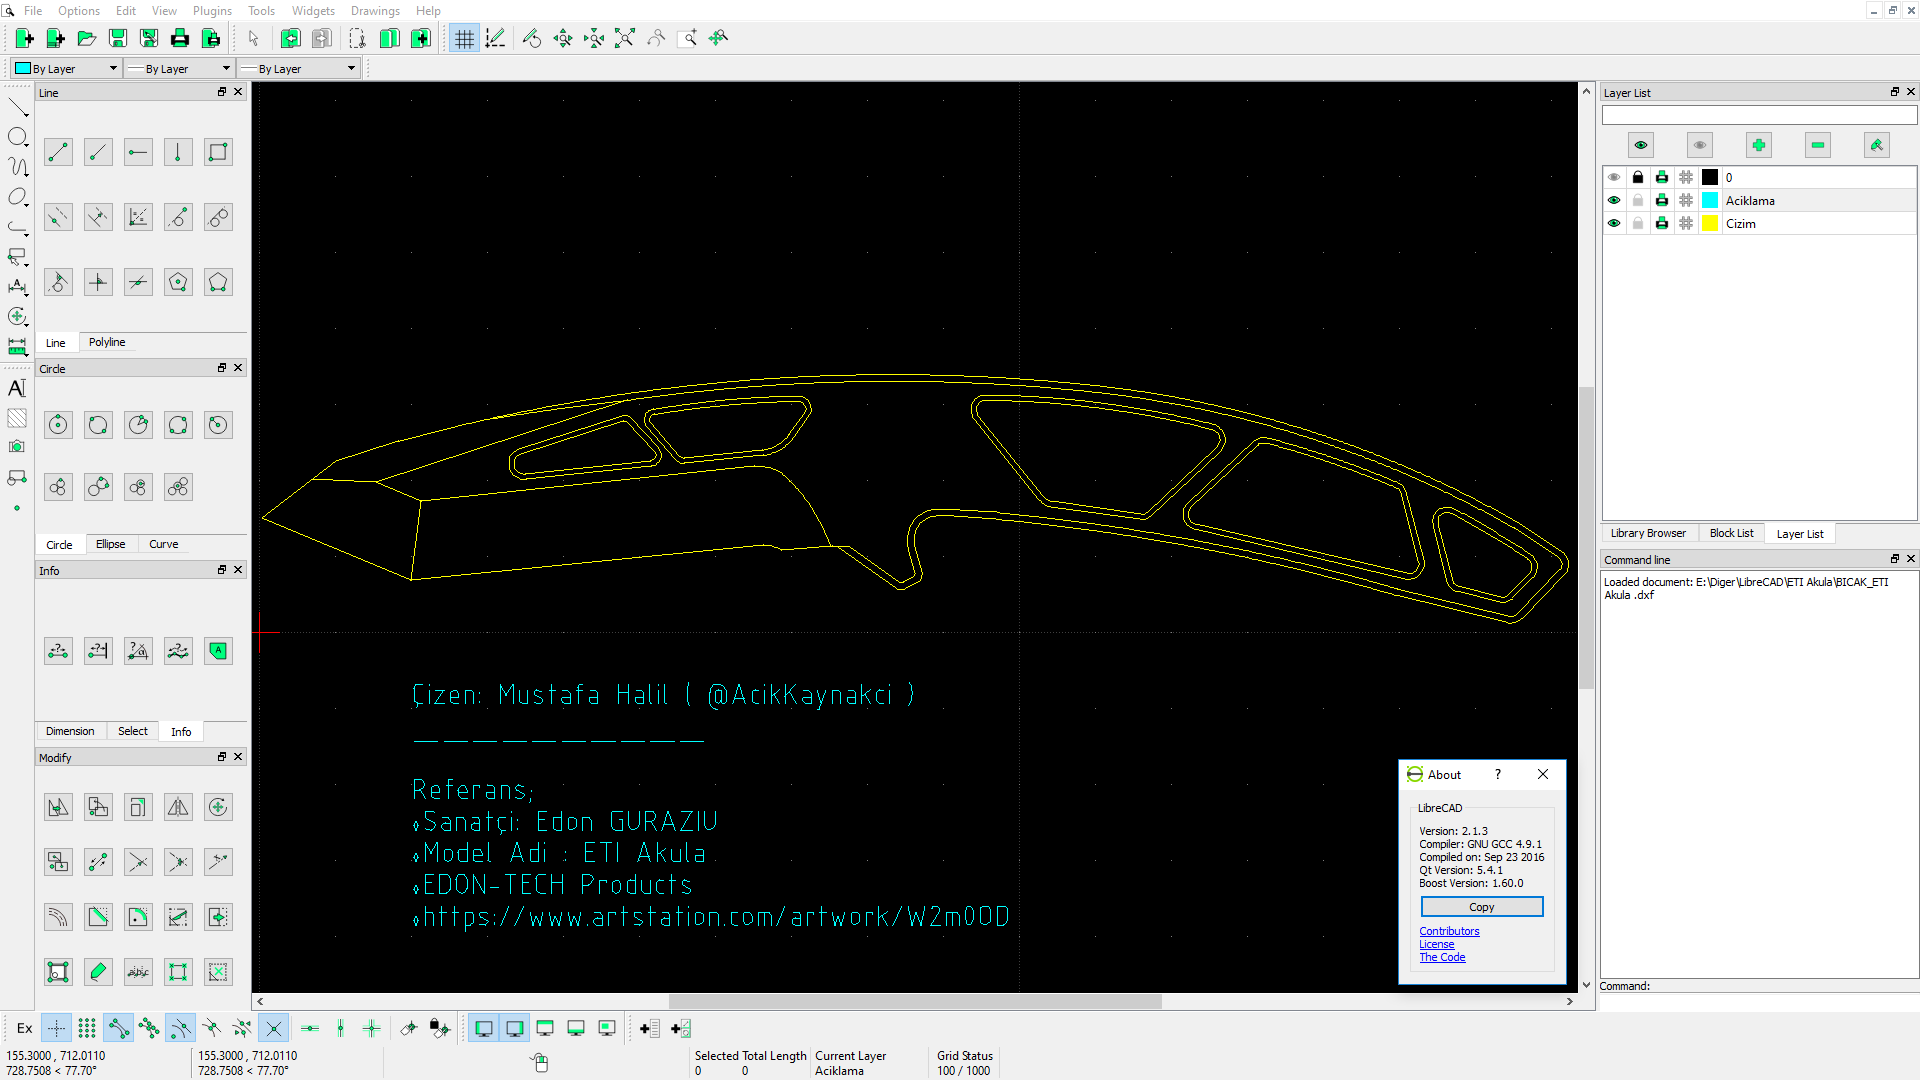 File Options Edit View Plugins Tools Widgets Drawings Help
By Layer By Layer By Layer
Line
Line Polyline
Circle
Circle Ellipse Curve
Info
Dimension Select Info
Modify
Çizen: Mustafa Halil ( @AcikKaynakci )
Referans;
Sanatçi: Edon GURAZIU
Model Adi : ETI Akula
EDON-TECH Products
https://www.artstation.com/artwork/W2m0OD
About ?
LibreCAD
Version: 2.1.3
Compiler: GNU GCC 4.9.1
Compiled on: Sep 23 2016
Qt Version: 5.4.1
Boost Version: 1.60.0
Copy
Contributors
License
The Code
Layer List
0
Aciklama
Cizim
Library Browser Block List Layer List
Command line
Loaded document: E:\Diger\LibreCAD\ETI Akula\BICAK_ETI
Akula .dxf
Command:
Ex
155.3000 , 712.0110 155.3000 , 712.0110 Selected Total Length Current Layer Grid Status
728.7508 < 77.70° 728.7508 < 77.70° 0 0 Aciklama 100 / 1000